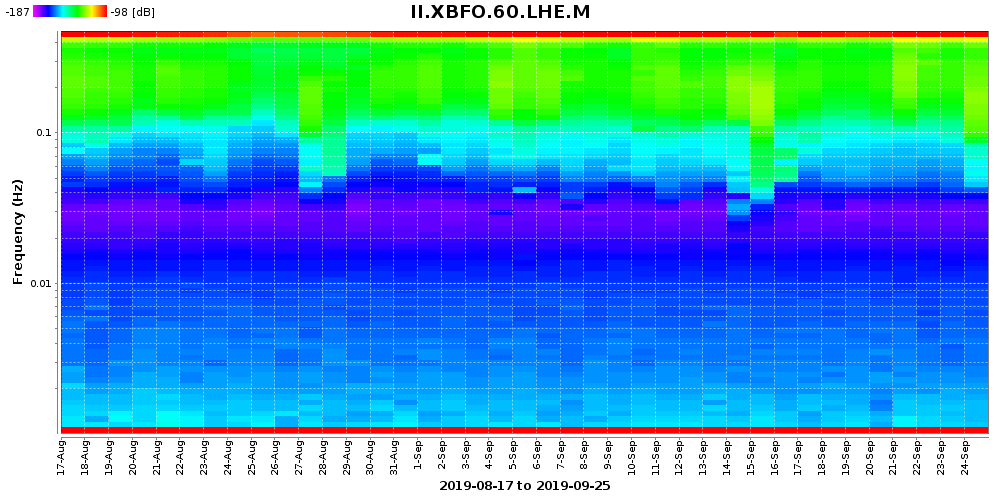 II.XBFO.60.LHE.M
-187 -98 [dB]
Frequency (Hz)
0.1
0.01
17-Aug 18-Aug 19-Aug 20-Aug 21-Aug 22-Aug 23-Aug 24-Aug 25-Aug 26-Aug 27-Aug 28-Aug 29-Aug 30-Aug 31-Aug 1-Sep 2-Sep 3-Sep 4-Sep 5-Sep 6-Sep 7-Sep 8-Sep 9-Sep 10-Sep 11-Sep 12-Sep 13-Sep 14-Sep 15-Sep 16-Sep 17-Sep 18-Sep 19-Sep 20-Sep 21-Sep 22-Sep 23-Sep 24-Sep
2019-08-17 to 2019-09-25